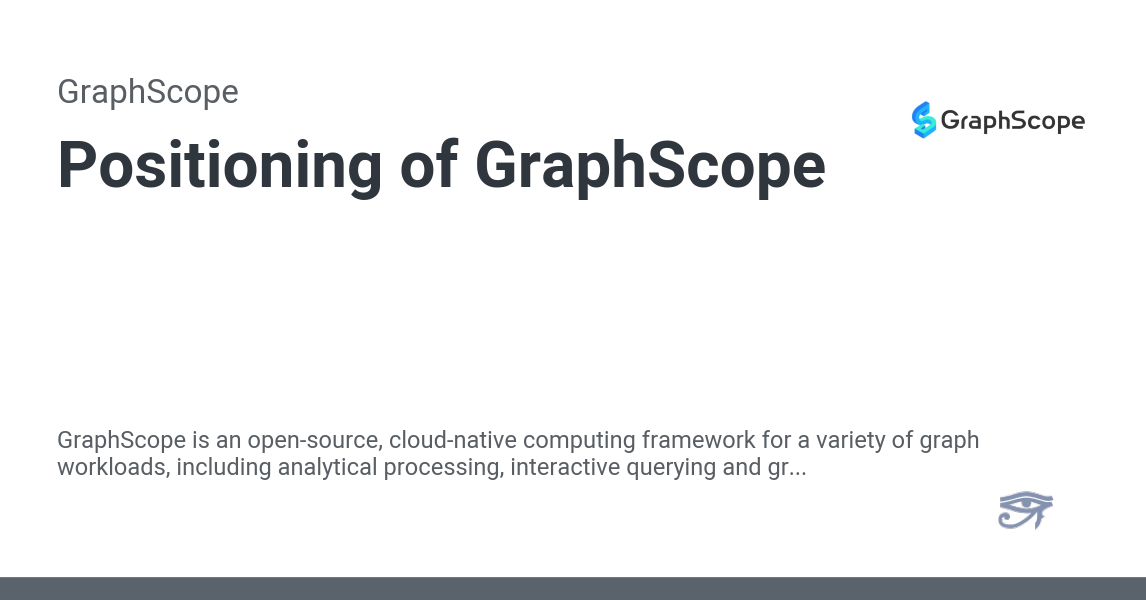 GraphScope
GraphScope
Positioning of GraphScope
GraphScope is an open-source, cloud-native computing framework for a variety of graph
workloads, including analytical processing, interactive querying and gr...